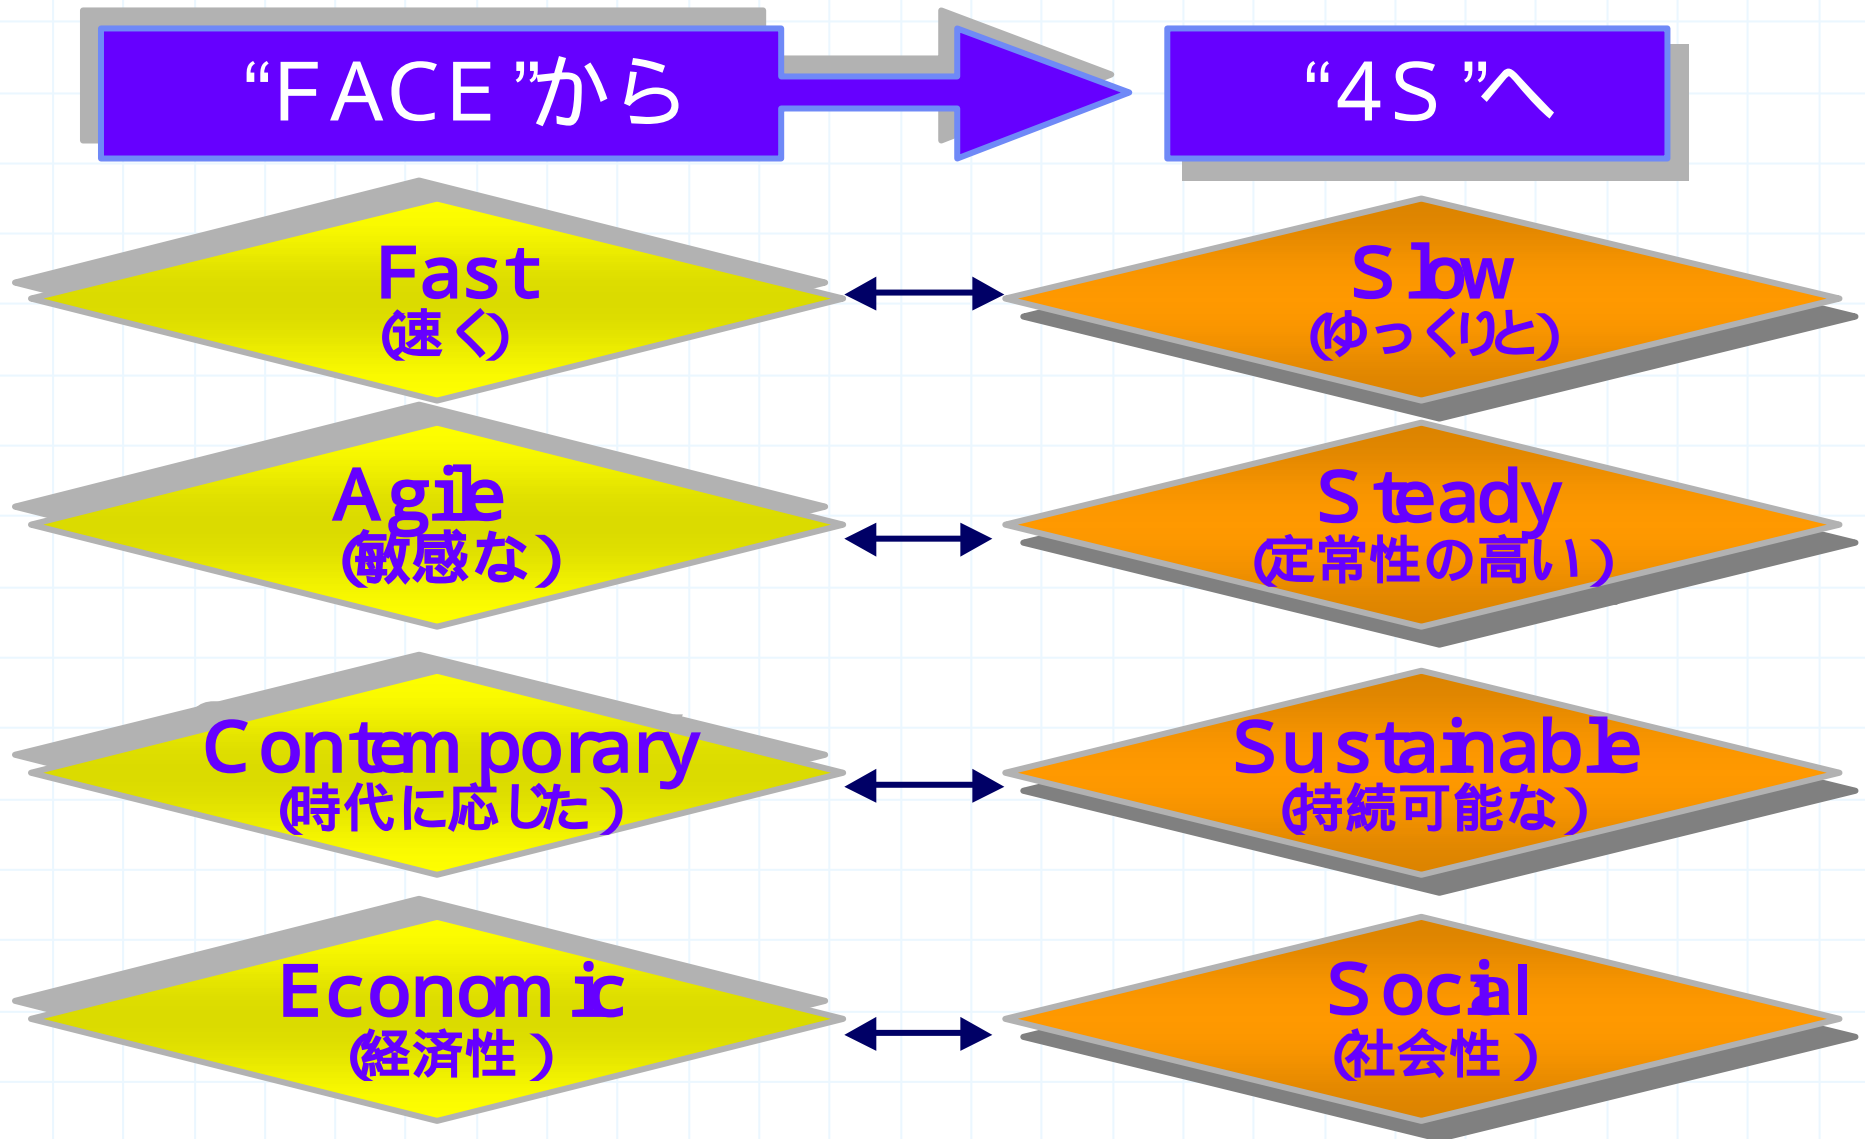 “FACE”から
“4S”へ
Fast
(速く)
Slow
(ゆっくりと)
Agile
(敏感な)
Steady
(定常性の高い)
Contemporary
(時代に応じた)
Sustainable
(持続可能な)
Economic
(経済性)
Social
(社会性)